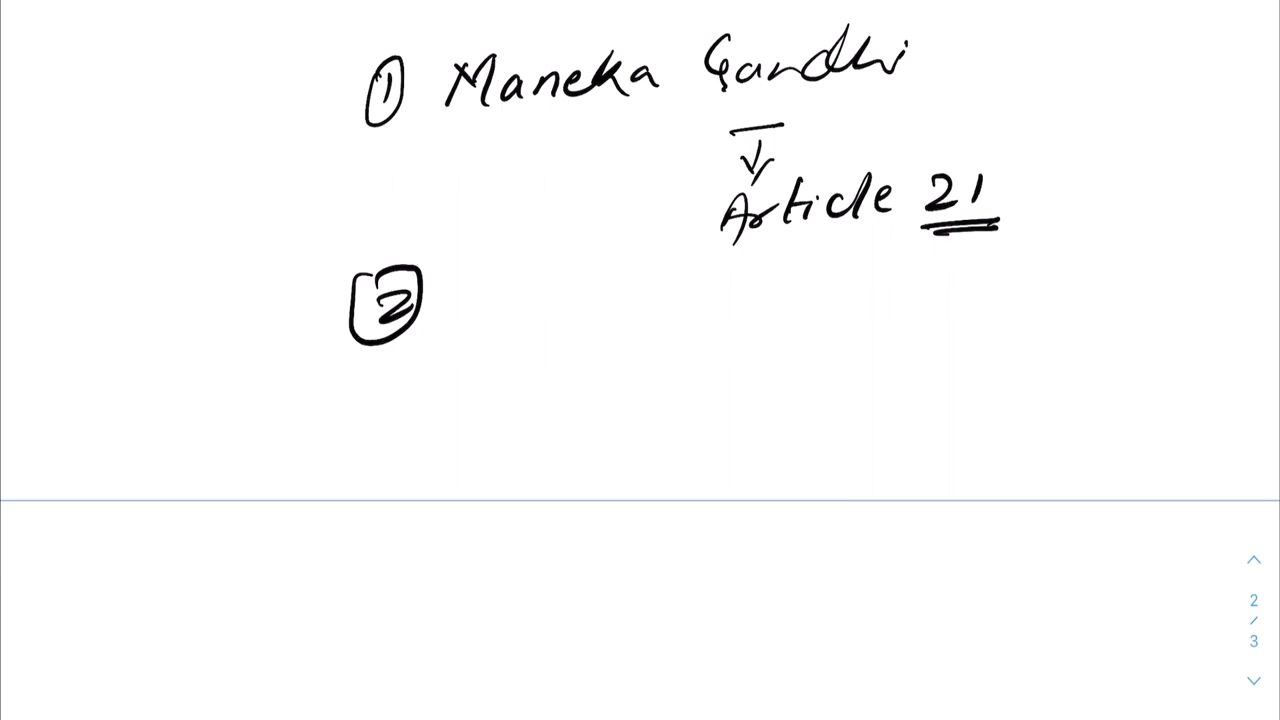 ① Maneka Gandhi
Article 21
②
2
/
3